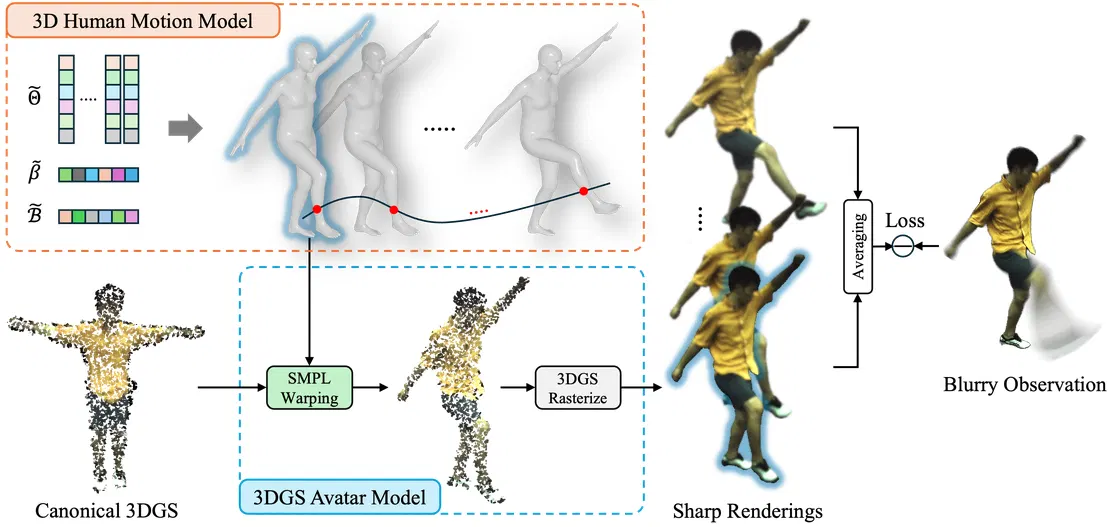 3D Human Motion Model
Θ̃
....
β̃
ℬ̃
.....
....
....
Averaging
Loss
SMPL
Warping
3DGS
Rasterize
Blurry Observation
3DGS Avatar Model
Canonical 3DGS
Sharp Renderings